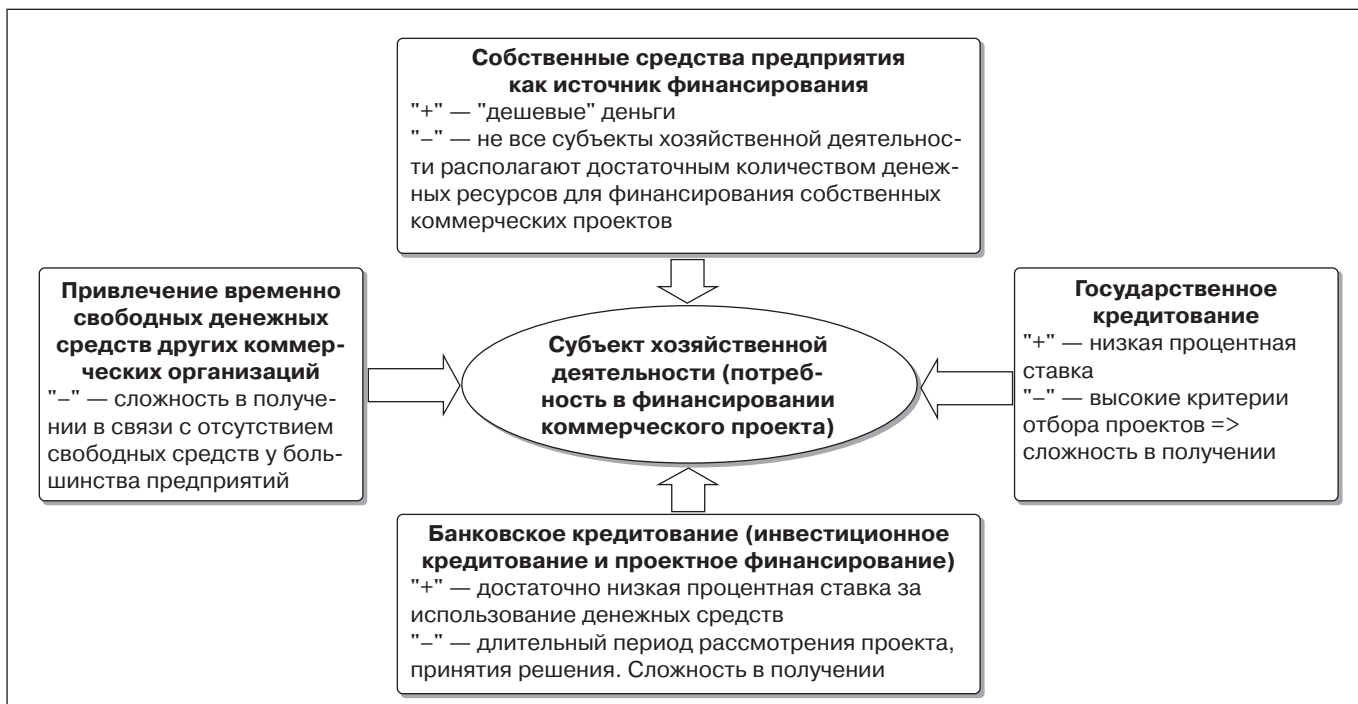 Собственные средства предприятия
как источник финансирования
"+" — "дешевые" деньги
"–" — не все субъекты хозяйственной деятельнос-
ти располагают достаточным количеством денеж-
ных ресурсов для финансирования собственных
коммерческих проектов
Привлечение временно
свободных денежных
средств других коммер-
ческих организаций
"–" — сложность в получе-
нии в связи с отсутствием
свободных средств у боль-
шинства предприятий
Субъект хозяйственной
деятельности (потреб-
ность в финансировании
коммерческого проекта)
Государственное
кредитование
"+" — низкая процентная
ставка
"–" — высокие критерии
отбора проектов =>
сложность в получении
Банковское кредитование (инвестиционное
кредитование и проектное финансирование)
"+" — достаточно низкая процентная ставка за
использование денежных средств
"–" — длительный период рассмотрения проекта,
принятия решения. Сложность в получении